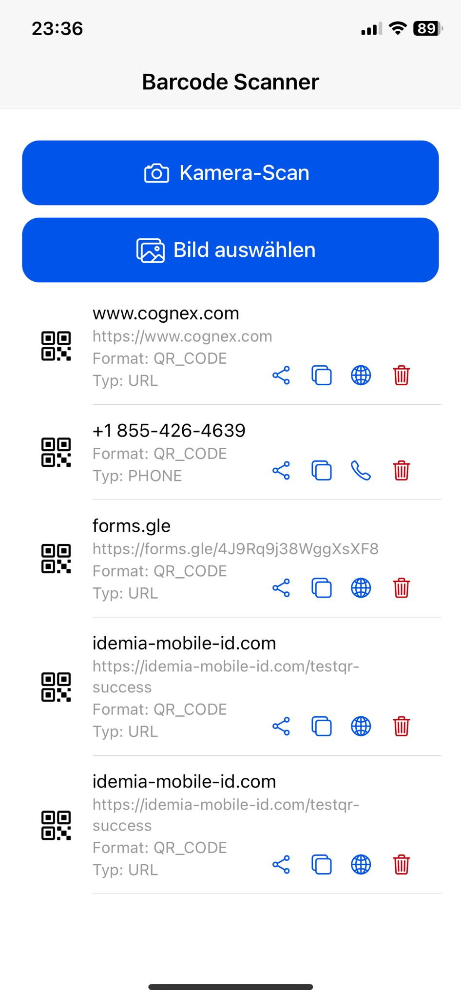 23:36
89
Barcode Scanner
Kamera-Scan
Bild auswählen
www.cognex.com
https://www.cognex.com
Format: QR_CODE
Typ: URL
+1 855-426-4639
Format: QR_CODE
Typ: PHONE
forms.gle
https://forms.gle/4J9Rq9j38WggXsXF8
Format: QR_CODE
Typ: URL
idemia-mobile-id.com
https://idemia-mobile-id.com/testqr-
success
Format: QR_CODE
Typ: URL
idemia-mobile-id.com
https://idemia-mobile-id.com/testqr-
success
Format: QR_CODE
Typ: URL